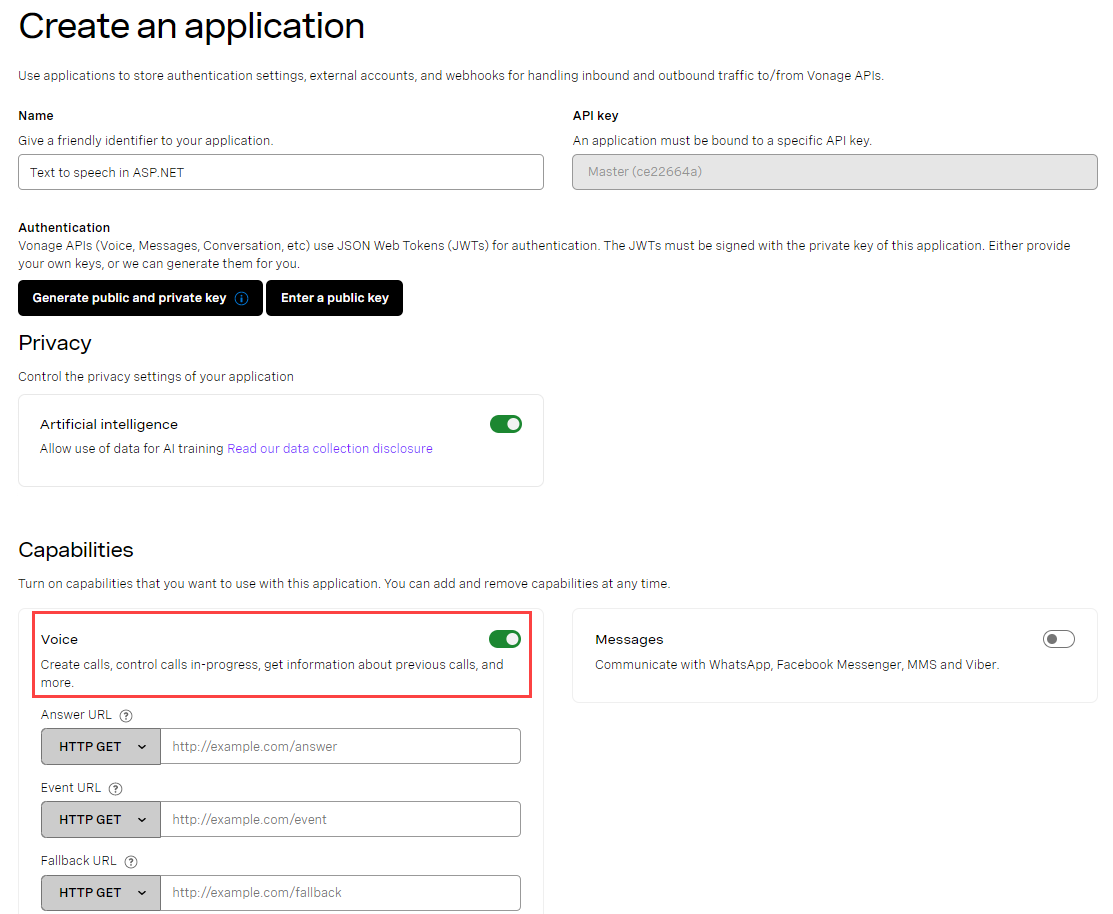 Create an application
Use applications to store authentication settings, external accounts, and webhooks for handling inbound and outbound traffic to/from Vonage APIs.
Name
Give a friendly identifier to your application.
Text to speech in ASP.NET
API key
An application must be bound to a specific API key.
Master (ce22664a)
Authentication
Vonage APIs (Voice, Messages, Conversation, etc) use JSON Web Tokens (JWTs) for authentication. The JWTs must be signed with the private key of this application. Either provide
your own keys, or we can generate them for you.
Generate public and private key
Enter a public key
Privacy
Control the privacy settings of your application
Artificial intelligence
Allow use of data for AI training Read our data collection disclosure
Capabilities
Turn on capabilities that you want to use with this application. You can add and remove capabilities at any time.
Voice
Create calls, control calls in-progress, get information about previous calls, and
more.
Answer URL ?
HTTP GET http://example.com/answer
Event URL ?
HTTP GET http://example.com/event
Fallback URL ?
HTTP GET http://example.com/fallback
Messages
Communicate with WhatsApp, Facebook Messenger, MMS and Viber.